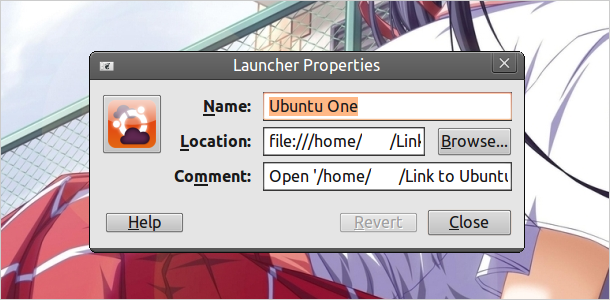 Launcher Properties
Name: Ubuntu One
Location: file:///home/ /Link Browse...
Comment: Open '/home/ /Link to Ubuntu
Help Revert Close